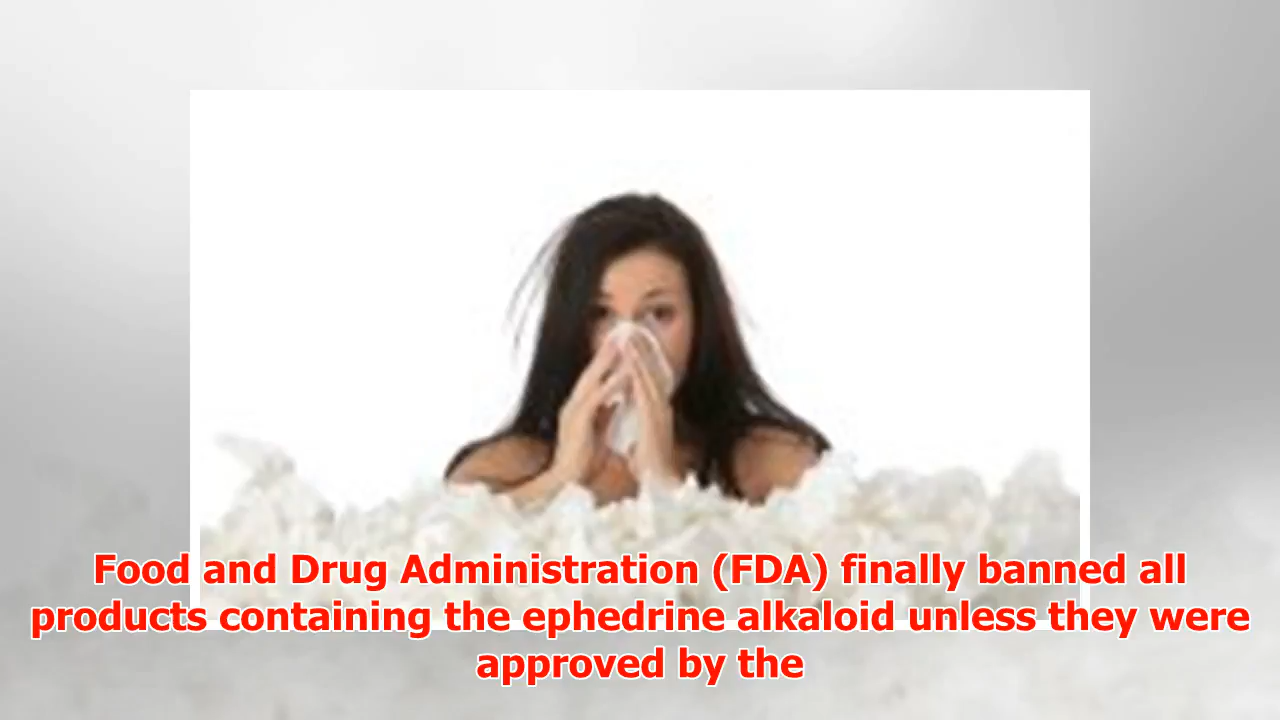 Food and Drug Administration (FDA) finally banned all
products containing the ephedrine alkaloid unless they were
approved by the